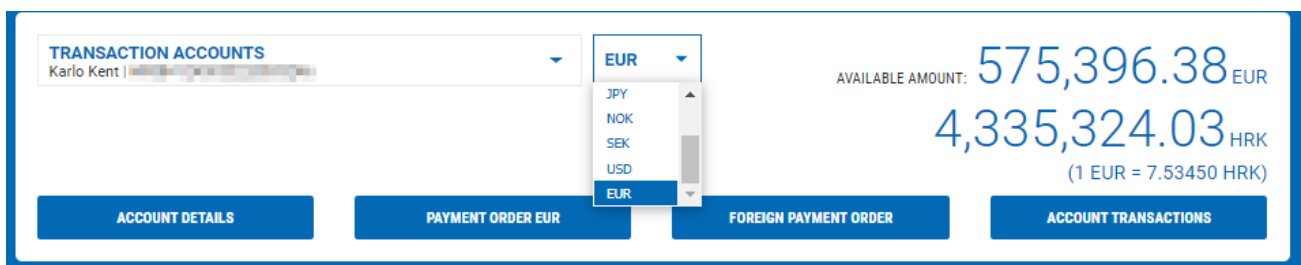 TRANSACTION ACCOUNTS
Karlo Kent |
EUR
JPY
NOK
SEK
USD
EUR
AVAILABLE AMOUNT: 575,396.38 EUR
4,335,324.03 HRK
(1 EUR = 7.53450 HRK)
ACCOUNT DETAILS
PAYMENT ORDER EUR
FOREIGN PAYMENT ORDER
ACCOUNT TRANSACTIONS